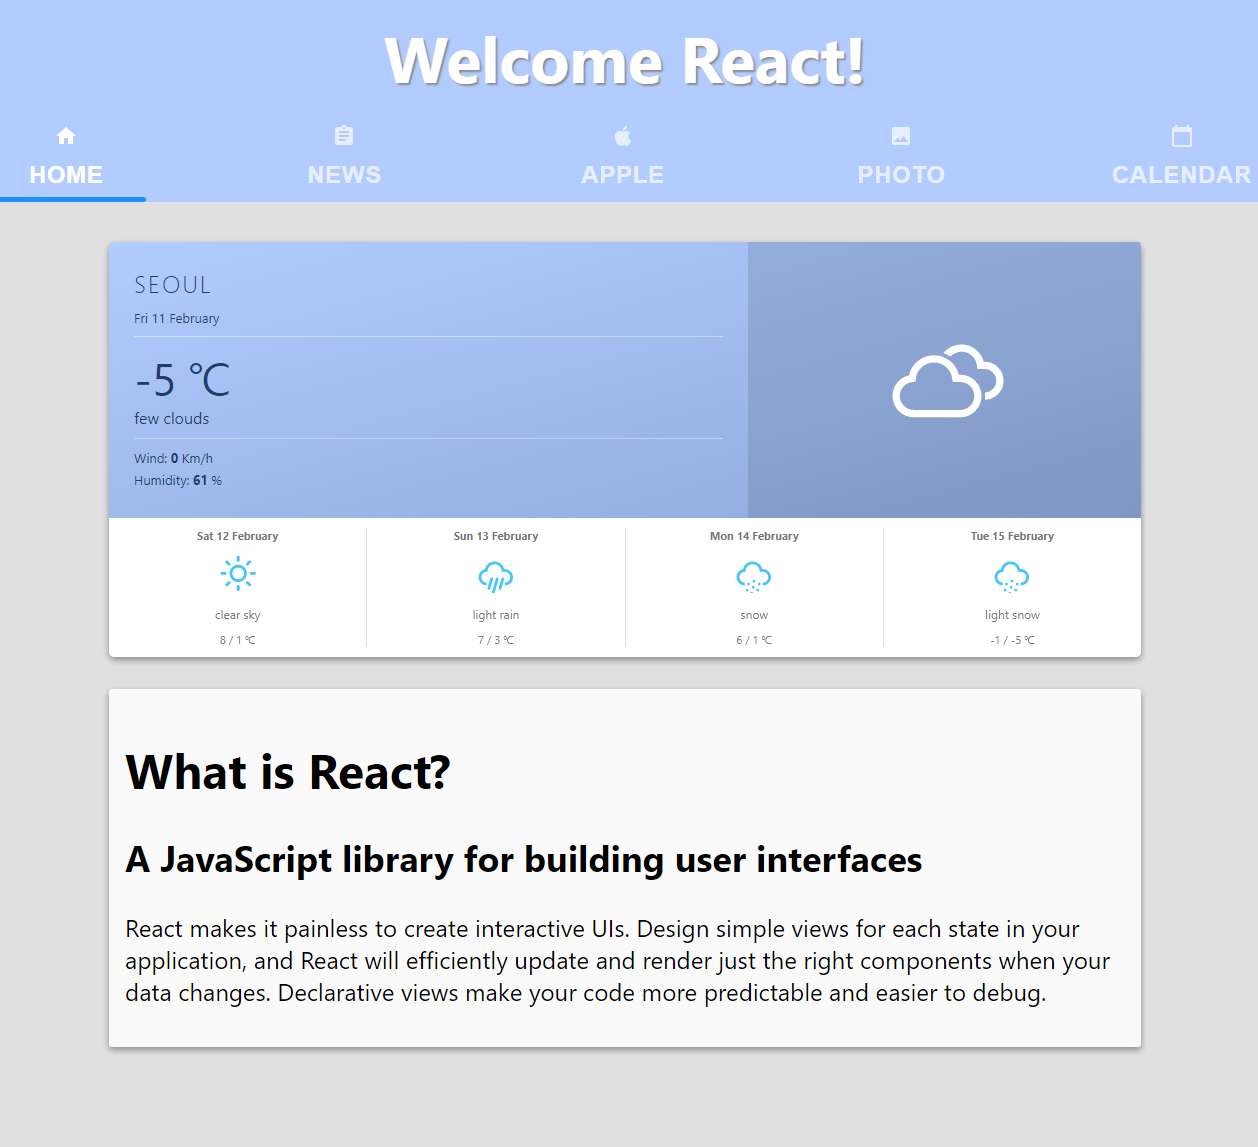 Welcome React!
HOME NEWS APPLE PHOTO CALENDAR
SEOUL
Fri 11 February
-5 ℃
few clouds
Wind: 0 Km/h
Humidity: 61 %
Sat 12 February
clear sky
8 / 1 ℃
Sun 13 February
light rain
7 / 3 ℃
Mon 14 February
snow
6 / 1 ℃
Tue 15 February
light snow
-1 / -5 ℃
What is React?
A JavaScript library for building user interfaces
React makes it painless to create interactive UIs. Design simple views for each state in your
application, and React will efficiently update and render just the right components when your
data changes. Declarative views make your code more predictable and easier to debug.